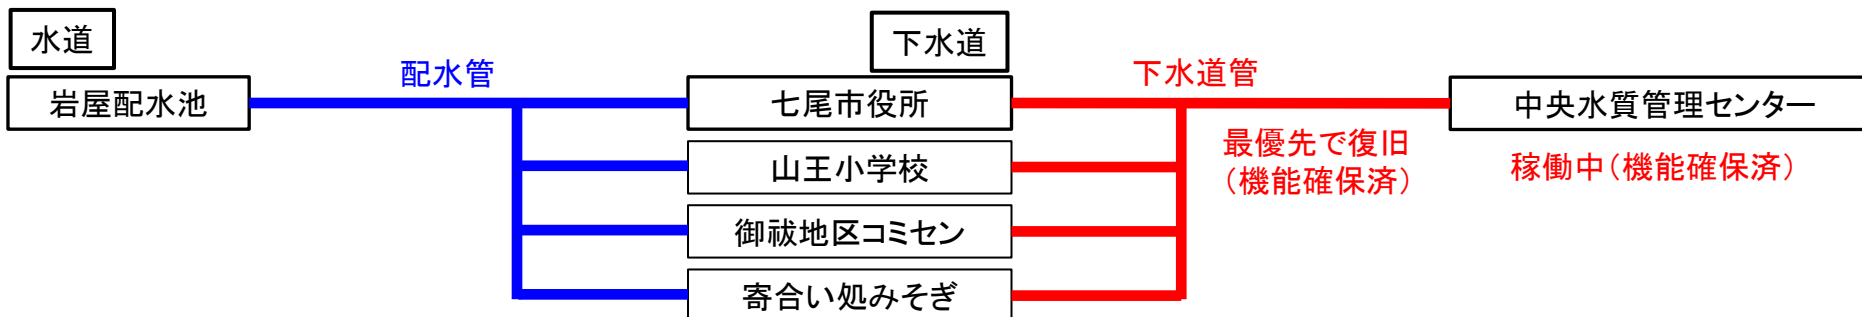 水道
下水道
配水管
下水道管
岩屋配水池
七尾市役所
中央水質管理センター
最優先で復旧
（機能確保済）
稼働中（機能確保済）
山王小学校
御祓地区コミセン
寄合い処みそぎ